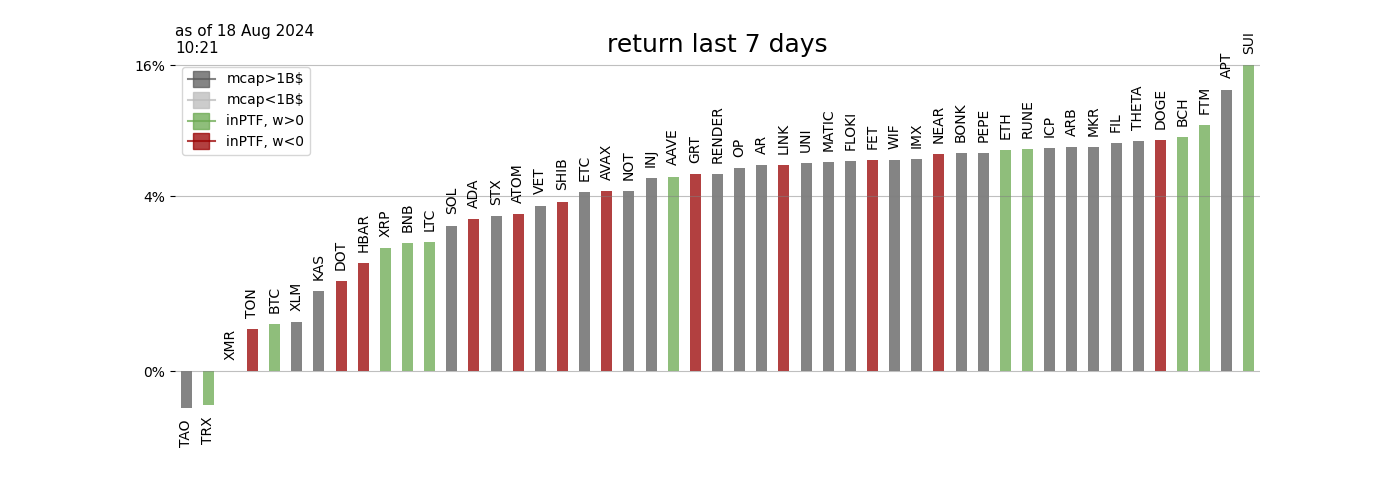 as of 18 Aug 2024
10:21
return last 7 days
16%
4%
0%
mcap>1B$
mcap<1B$
inPTF, w>0
inPTF, w<0
TAO
TRX
XMR
TON
BTC
XLM
KAS
DOT
HBAR
XRP
BNB
LTC
SOL
ADA
STX
ATOM
VET
SHIB
ETC
AVAX
NOT
INJ
AAVE
GRT
RENDER
OP
AR
LINK
UNI
MATIC
FLOKI
FET
WIF
IMX
NEAR
BONK
PEPE
ETH
RUNE
ICP
ARB
MKR
FIL
THETA
DOGE
BCH
FTM
APT
SUI